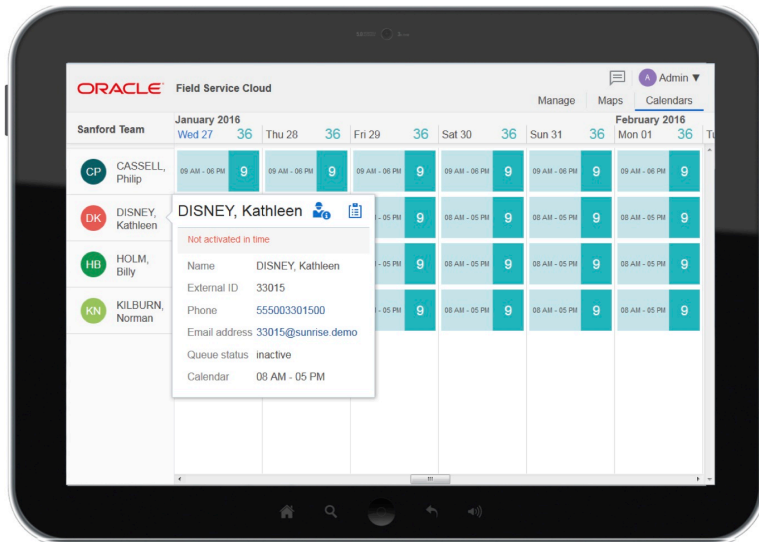 ORACLE Field Service Cloud
A Admin ▼
Manage Maps Calendars
Sanford Team
January 2016 February 2016
Wed 27 36 Thu 28 36 Fri 29 36 Sat 30 36 Sun 31 36 Mon 01 36
CP CASSELL, Philip 09 AM - 06 PM 9 09 AM - 06 PM 9 09 AM - 06 PM 9 09 AM - 06 PM 9 09 AM - 06 PM 9 09 AM - 06 PM 9
DK DISNEY, Kathleen - 05 PM 9 08 AM - 05 PM 9 08 AM - 05 PM 9 08 AM - 05 PM 9
HB HOLM, Billy - 05 PM 9 08 AM - 05 PM 9 08 AM - 05 PM 9 08 AM - 05 PM 9
KN KILBURN, Norman - 05 PM 9 08 AM - 05 PM 9 08 AM - 05 PM 9 08 AM - 05 PM 9
DISNEY, Kathleen
Not activated in time
Name DISNEY, Kathleen
External ID 33015
Phone 555003301500
Email address 33015@sunrise.demo
Queue status inactive
Calendar 08 AM - 05 PM